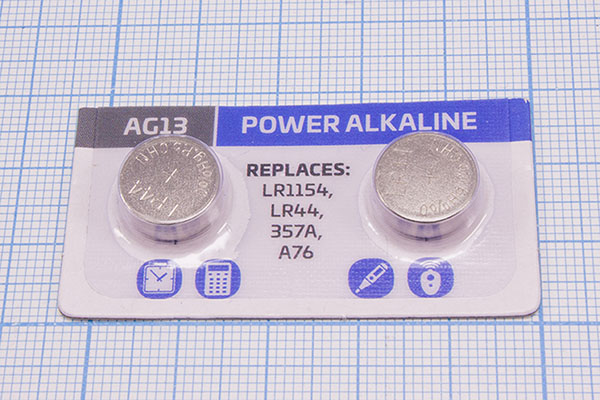 AG13
POWER ALKALINE
REPLACES:
LR1154,
LR44,
357A,
A76
+